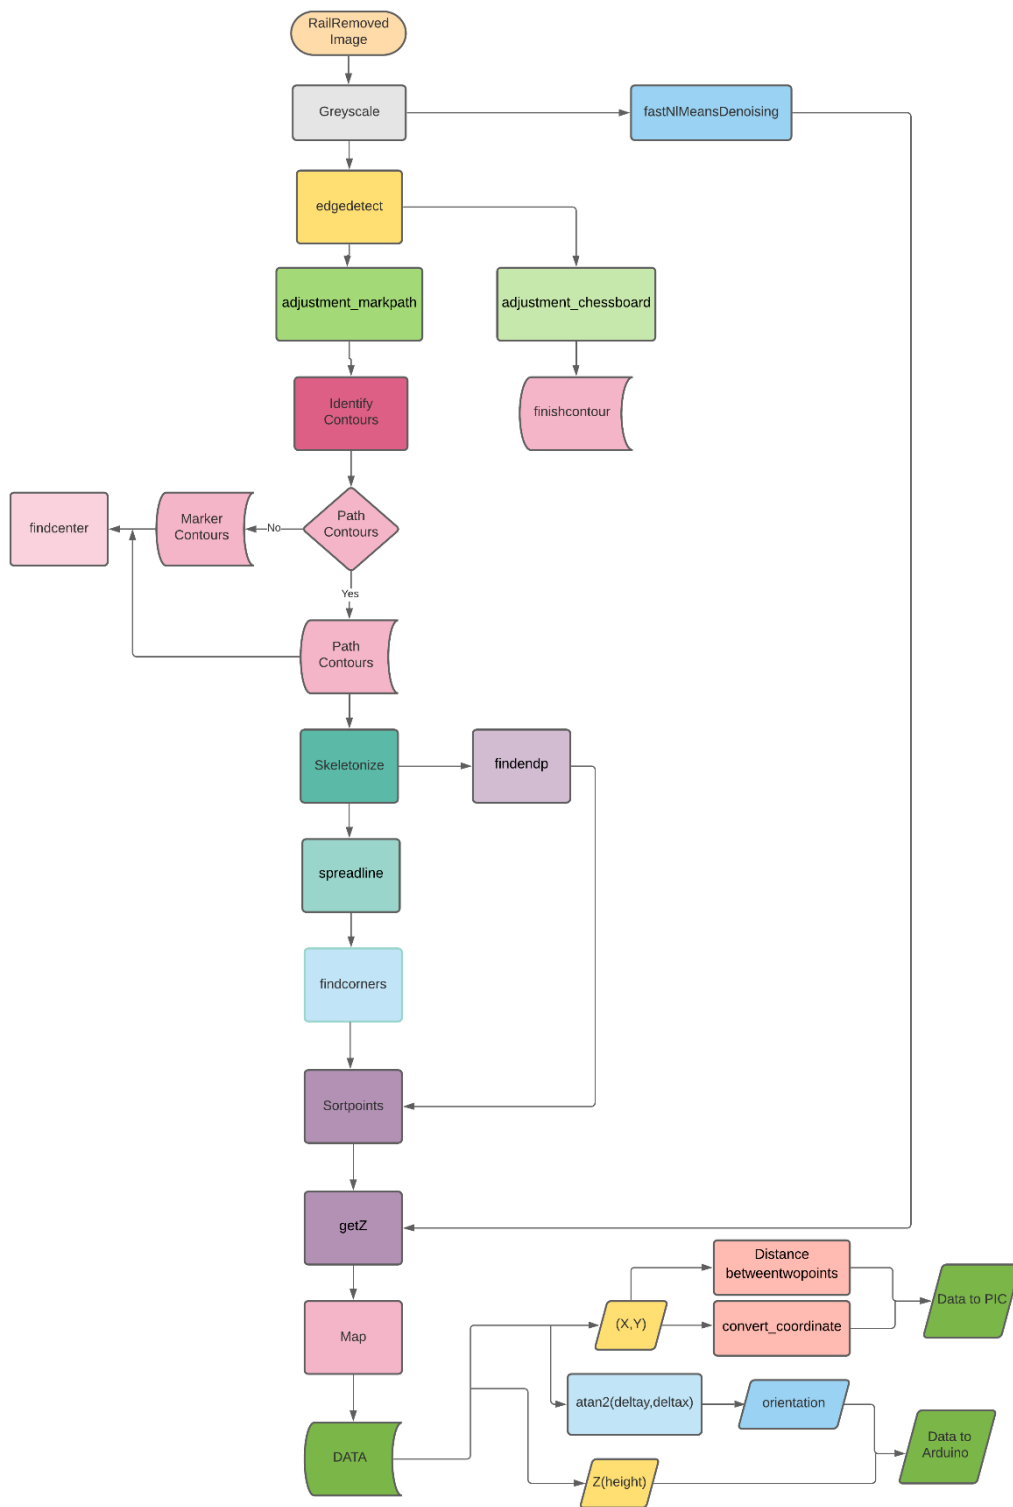 RailRemoved
Image
Greyscale
fastNlMeansDenoising
edgedetect
adjustment_markpath
adjustment_chessboard
Identify
Contours
finishcontour
findcenter
Marker
Contours
No
Path
Contours
Yes
Path
Contours
Skeletonize
findendp
spreadline
findcorners
Sortpoints
getZ
Distance
betweentwopoints
Data to PIC
(X,Y)
convert_coordinate
Map
atan2(deltay,deltax)
orientation
Data to
Arduino
DATA
Z(height)